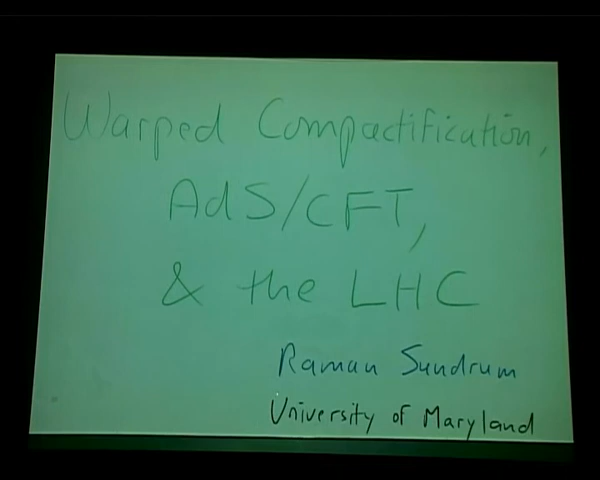 Warped Compactification,
AdS/CFT,
& the LHC
Raman Sundrum
University of Maryland